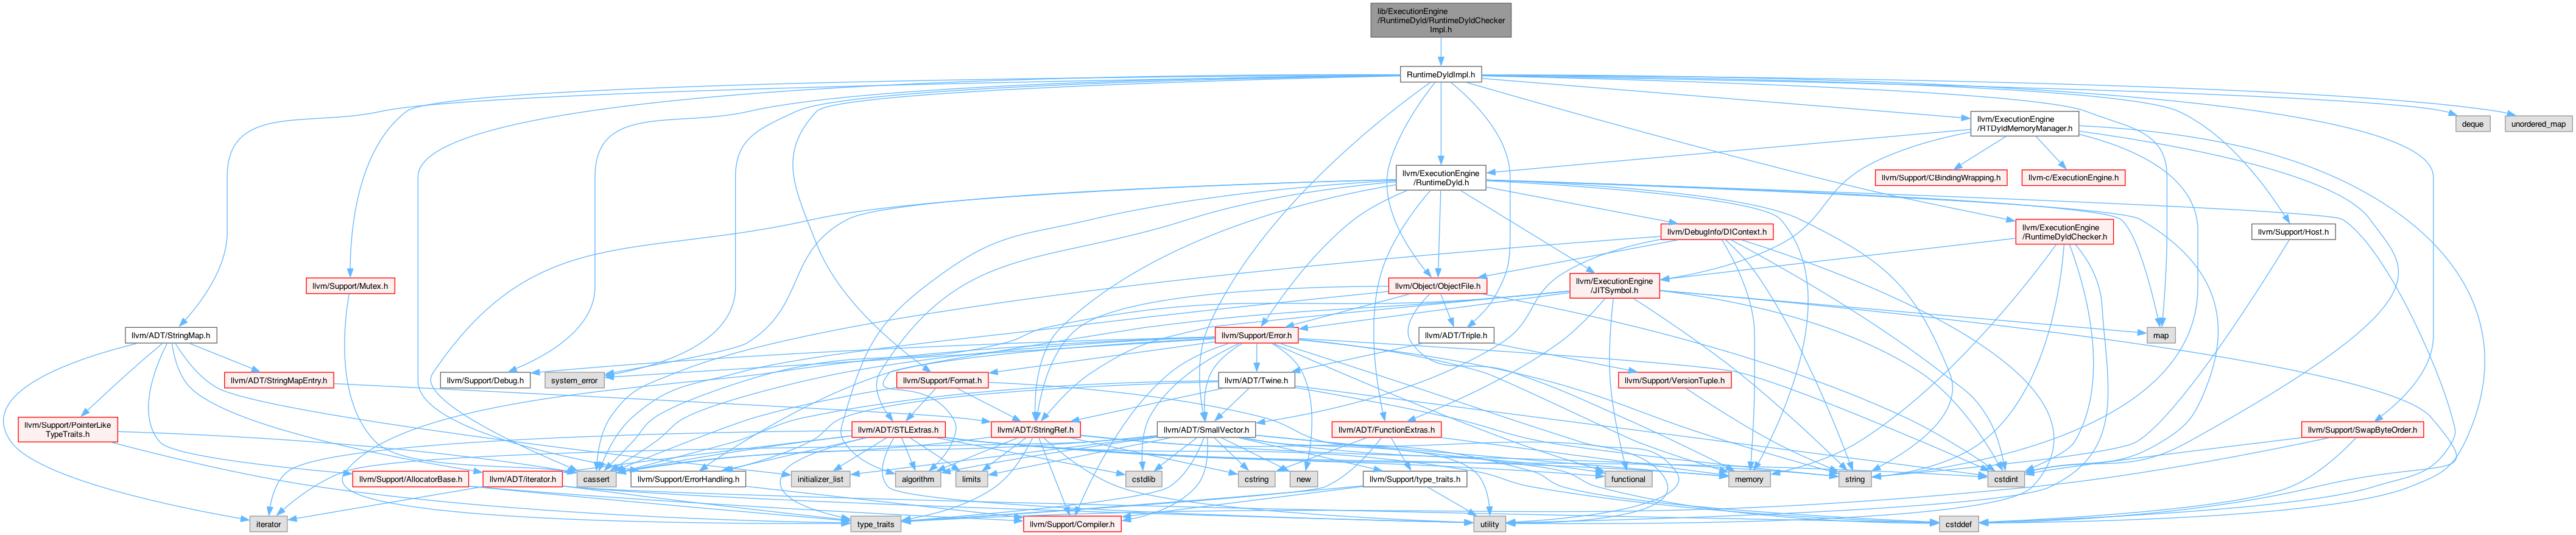 lib/ExecutionEngine
/RuntimeDyld/RuntimeDyldChecker
Impl.h
RuntimeDyldImpl.h
llvm/ExecutionEngine
/RTDyldMemoryManager.h
deque
unordered_map
llvm/ExecutionEngine
/RuntimeDyld.h
llvm/Support/CBindingWrapping.h
llvm-c/ExecutionEngine.h
llvm/DebugInfo/DIContext.h
llvm/ExecutionEngine
/RuntimeDyldChecker.h
llvm/Support/Host.h
llvm/Support/Mutex.h
llvm/Object/ObjectFile.h
llvm/ExecutionEngine
/JITSymbol.h
llvm/ADT/StringMap.h
llvm/Support/Error.h
llvm/ADT/Triple.h
map
llvm/ADT/StringMapEntry.h
llvm/Support/Debug.h
system_error
llvm/Support/Format.h
llvm/ADT/Twine.h
llvm/Support/VersionTuple.h
llvm/Support/PointerLike
TypeTraits.h
llvm/ADT/STLExtras.h
llvm/ADT/StringRef.h
llvm/ADT/SmallVector.h
llvm/ADT/FunctionExtras.h
llvm/Support/SwapByteOrder.h
llvm/Support/AllocatorBase.h
llvm/ADT/iterator.h
cassert
llvm/Support/ErrorHandling.h
initializer_list
algorithm
limits
cstdlib
cstring
new
llvm/Support/type_traits.h
functional
memory
string
cstdint
iterator
type_traits
llvm/Support/Compiler.h
utility
cstddef